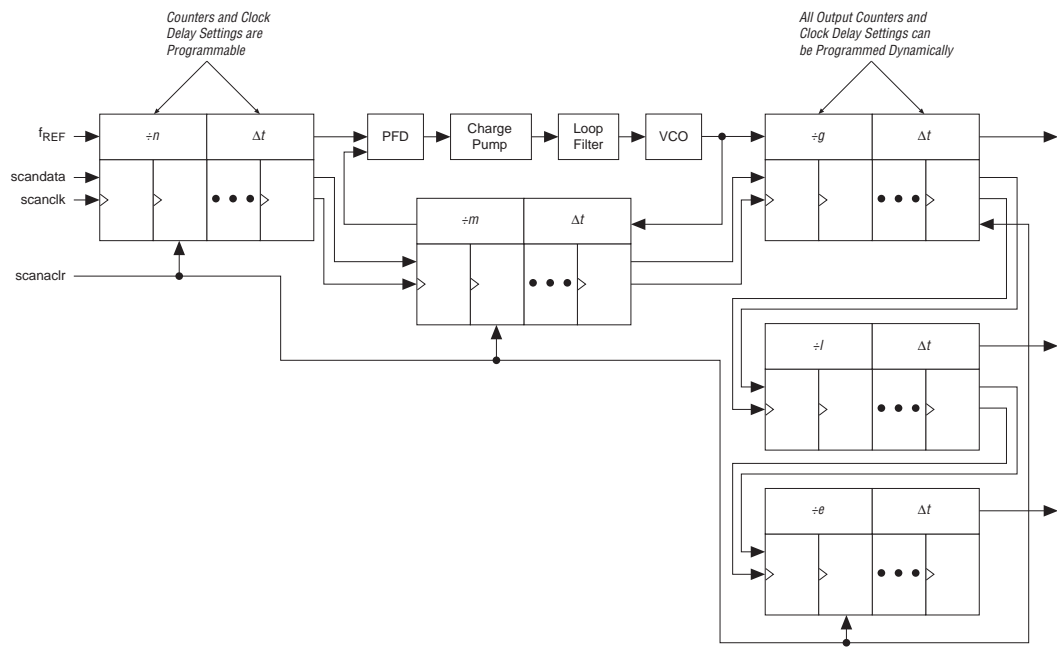 Counters and Clock
Delay Settings are
Programmable
All Output Counters and
Clock Delay Settings can
be Programmed Dynamically
fREF
÷n
Δt
PFD
Charge
Pump
Loop
Filter
VCO
÷g
Δt
scandata
scanclk
÷m
Δt
scanaclr
÷l
Δt
÷e
Δt